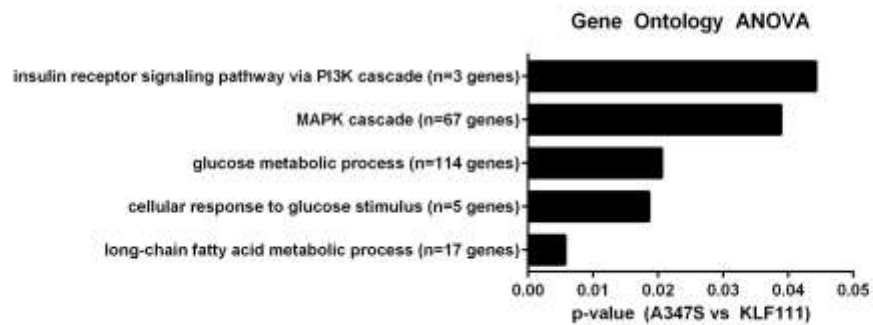 Gene Ontology ANOVA
insulin receptor signaling pathway via PI3K cascade (n=3 genes)
MAPK cascade (n=67 genes)
glucose metabolic process (n=114 genes)
cellular response to glucose stimulus (n=5 genes)
long-chain fatty acid metabolic process (n=17 genes)
0.00 0.01 0.02 0.03 0.04 0.05
p-value (A347S vs KLF111)